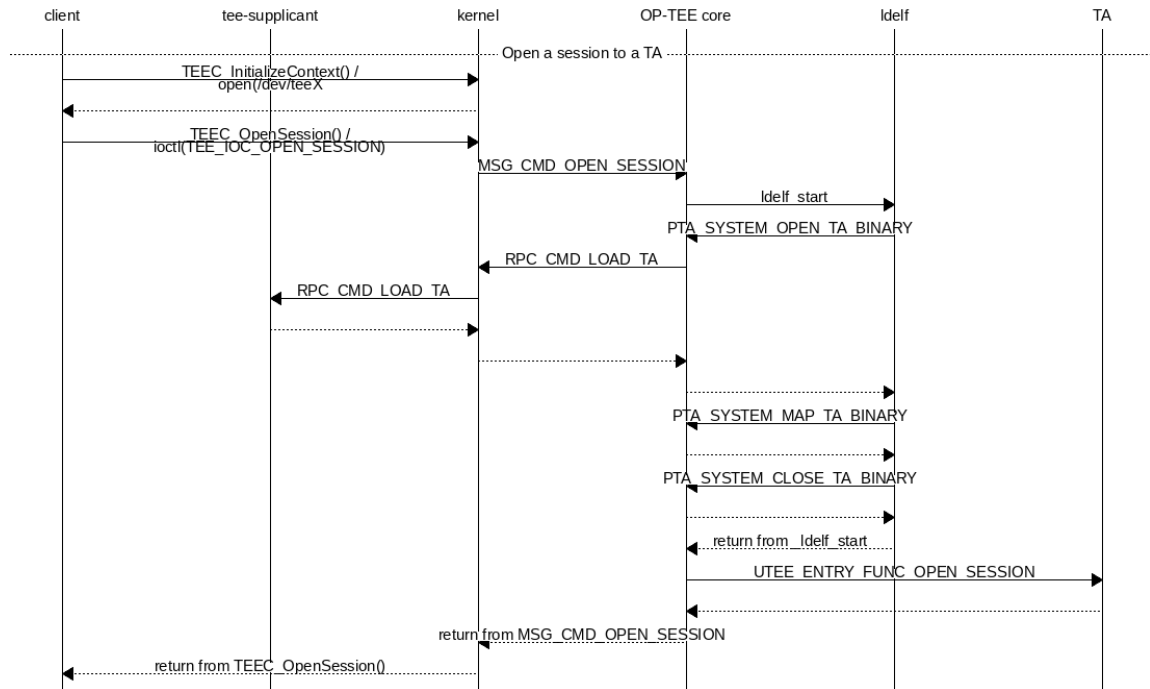 client tee-supplicant kernel OP-TEE core ldelf TA
Open a session to a TA
TEEC_InitializeContext() /
open(/dev/teeX
TEEC_OpenSession() /
ioctl(TEE_IOC_OPEN_SESSION)
MSG_CMD_OPEN_SESSION
ldelf_start
PTA_SYSTEM_OPEN_TA_BINARY
RPC_CMD_LOAD_TA
RPC_CMD_LOAD_TA
PTA_SYSTEM_MAP_TA_BINARY
PTA_SYSTEM_CLOSE_TA_BINARY
return from _ldelf_start
UTEE_ENTRY_FUNC_OPEN_SESSION
return from MSG_CMD_OPEN_SESSION
return from TEEC_OpenSession()